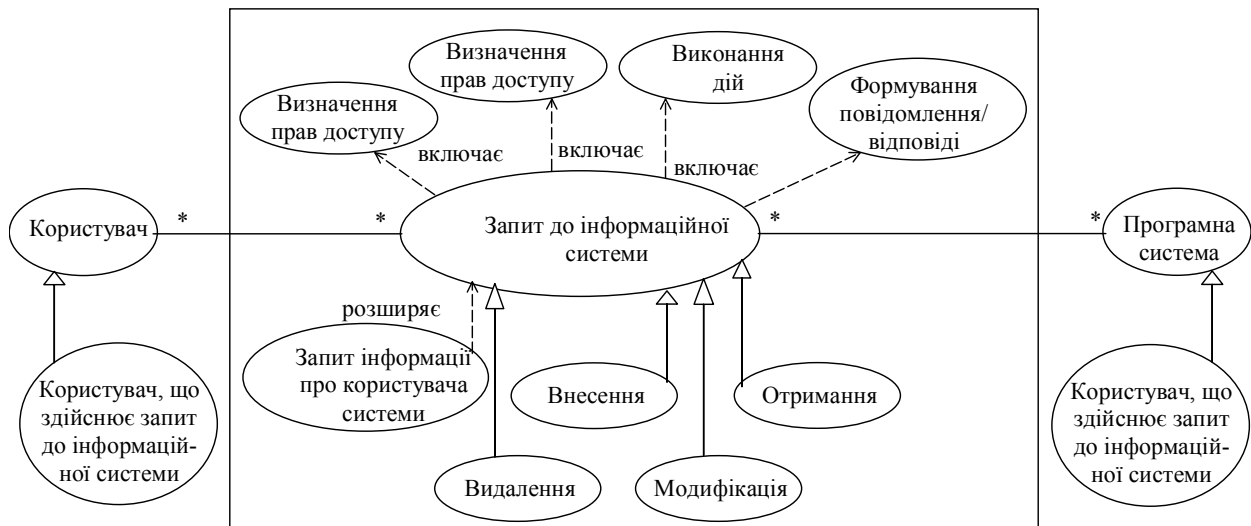 Визначення
прав доступу
Виконання
дій
Визначення
прав доступу
Формування
повідомлення/
відповіді
включає
включає
включає
Користувач
*
*
Запит до інформаційної
системи
*
*
Програмна
система
розширяє
Запит інформації
про користувача
системи
Внесення
Отримання
Користувач, що
здійснює запит
до інформацій-
ної системи
Користувач, що
здійснює запит
до інформацій-
ної системи
Видалення
Модифікація